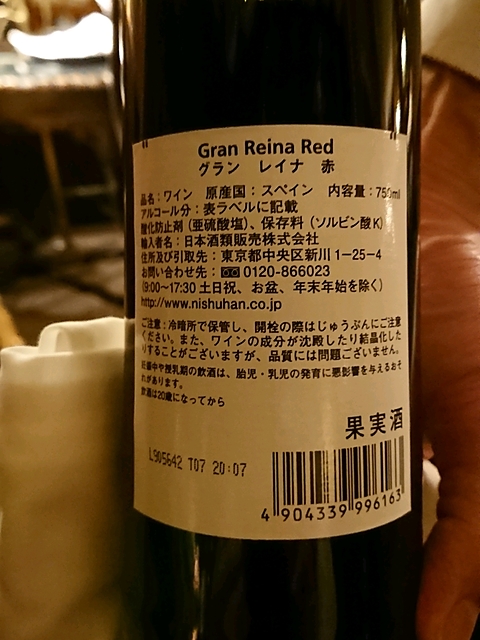 Gran Reina Red
グラン レイナ 赤
品名：ワイン 原産国：スペイン 内容量：750ml
アルコール分：表ラベルに記載
酸化防止剤（亜硫酸塩）、保存料（ソルビン酸K）
輸入者名：日本酒類販売株式会社
住所及び引取先：東京都中央区新川1-25-4
お問い合わせ先：0120-866023
（9:00~17:30 土日祝、お盆、年末年始を除く）
http://www.nishuhan.co.jp
ご注意：冷暗所で保管し、開栓の際はじゅうぶんにご注意
ください。また、ワインの成分が沈殿したり結晶化した
りすることがございますが、品質には問題ございません。
妊娠中や授乳期の飲酒は、胎児・乳児の発育に悪影響を与えるおそ
れがあります。
飲酒は20歳になってから
果実酒
L905642 T07 20:07
4 904339 996163